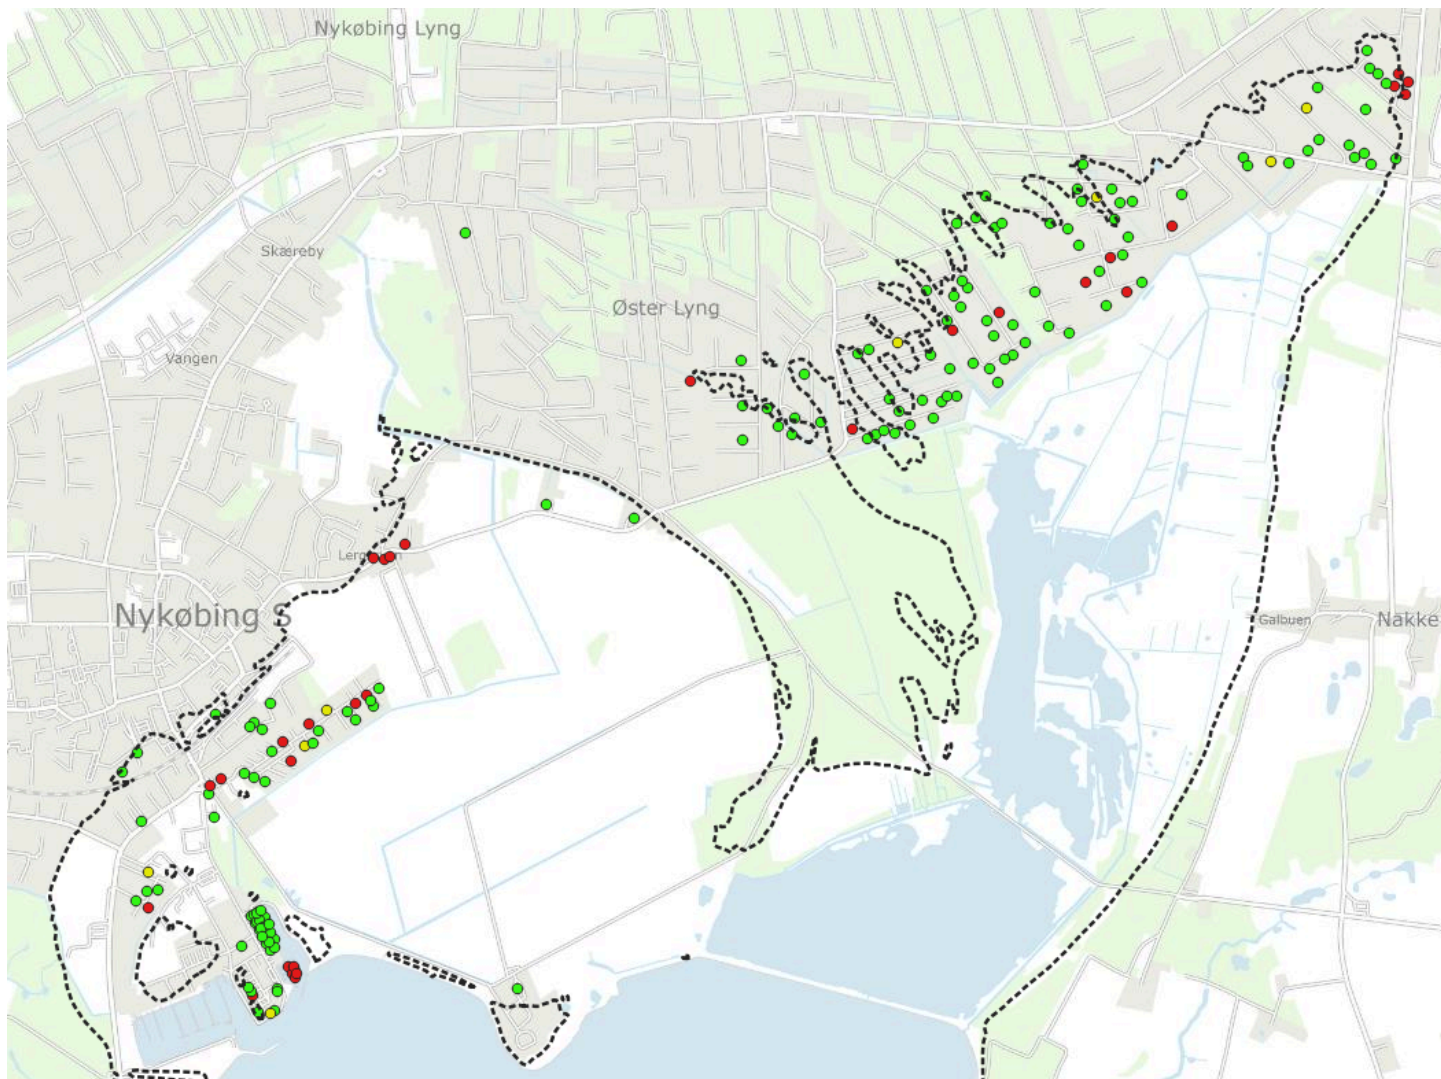 Nykøbing Lyng
Skæreby
Øster Lyng
Vangen
Nykøbing S
Galbuen
Nakke